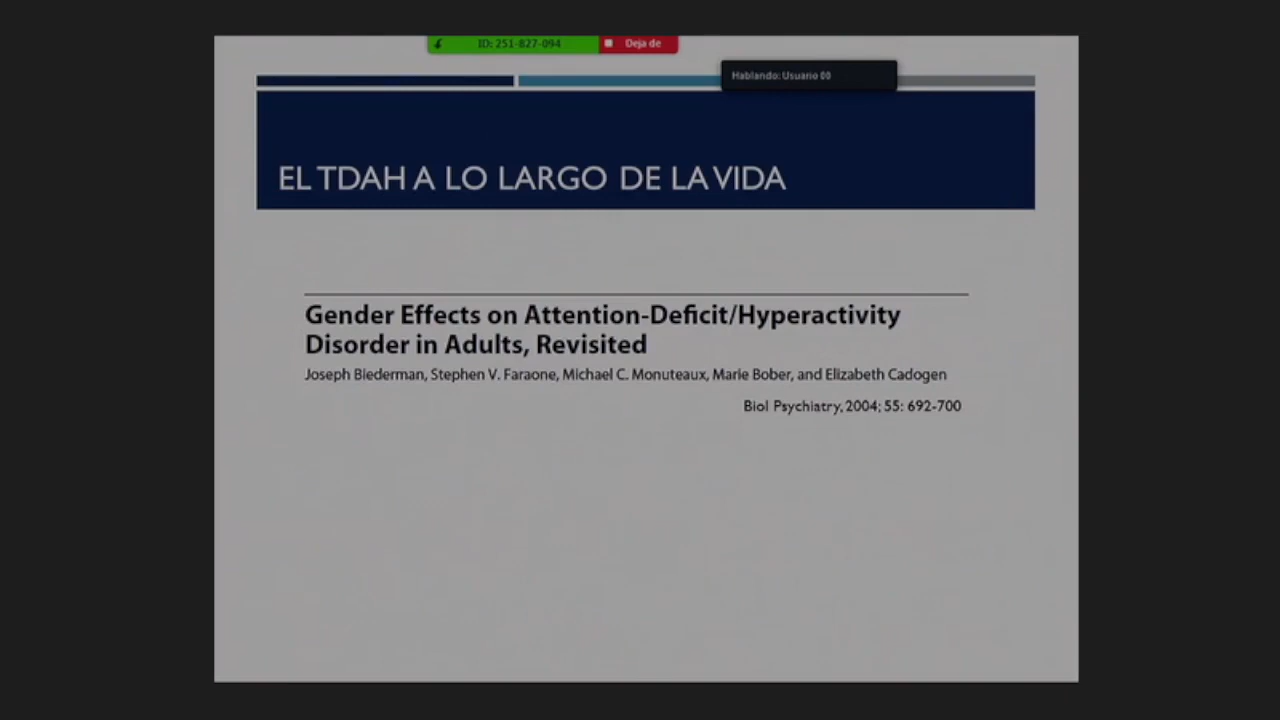 ID: 251-827-094
Deja de
Hablando: Usuario 00
EL TDAH A LO LARGO DE LA VIDA
Gender Effects on Attention-Deficit/Hyperactivity
Disorder in Adults, Revisited
Joseph Biederman, Stephen V. Faraone, Michael C. Monuteaux, Marie Bober, and Elizabeth Cadogen
Biol Psychiatry, 2004; 55: 692-700